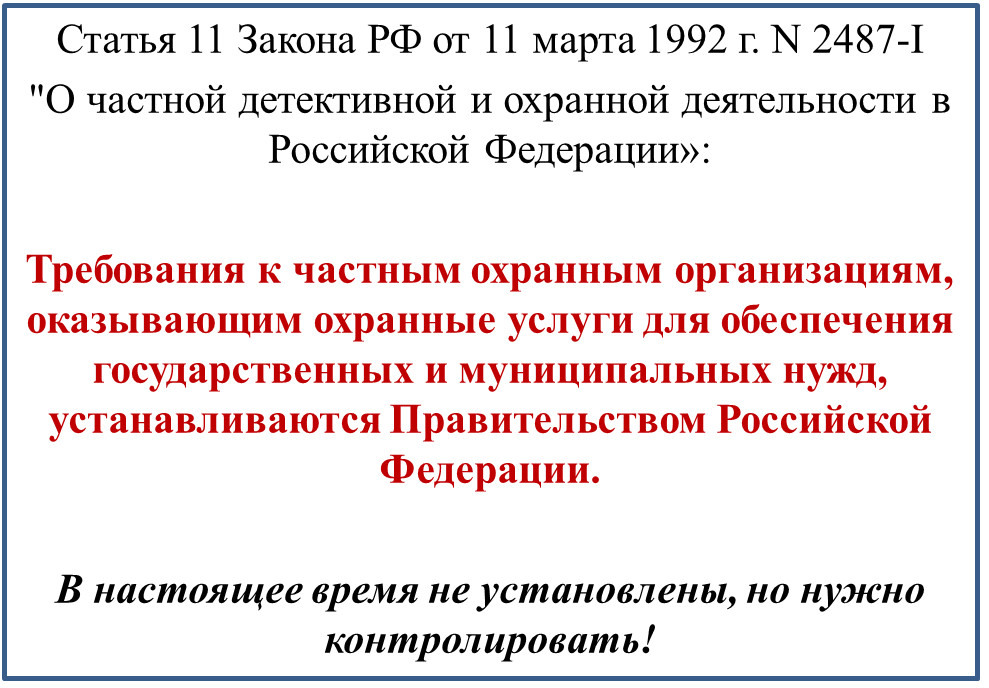 Статья 11 Закона РФ от 11 марта 1992 г. N 2487-I
"О частной детективной и охранной деятельности в
Российской Федерации»:
Требования к частным охранным организациям,
оказывающим охранные услуги для обеспечения
государственных и муниципальных нужд,
устанавливаются Правительством Российской
Федерации.
В настоящее время не установлены, но нужно
контролировать!